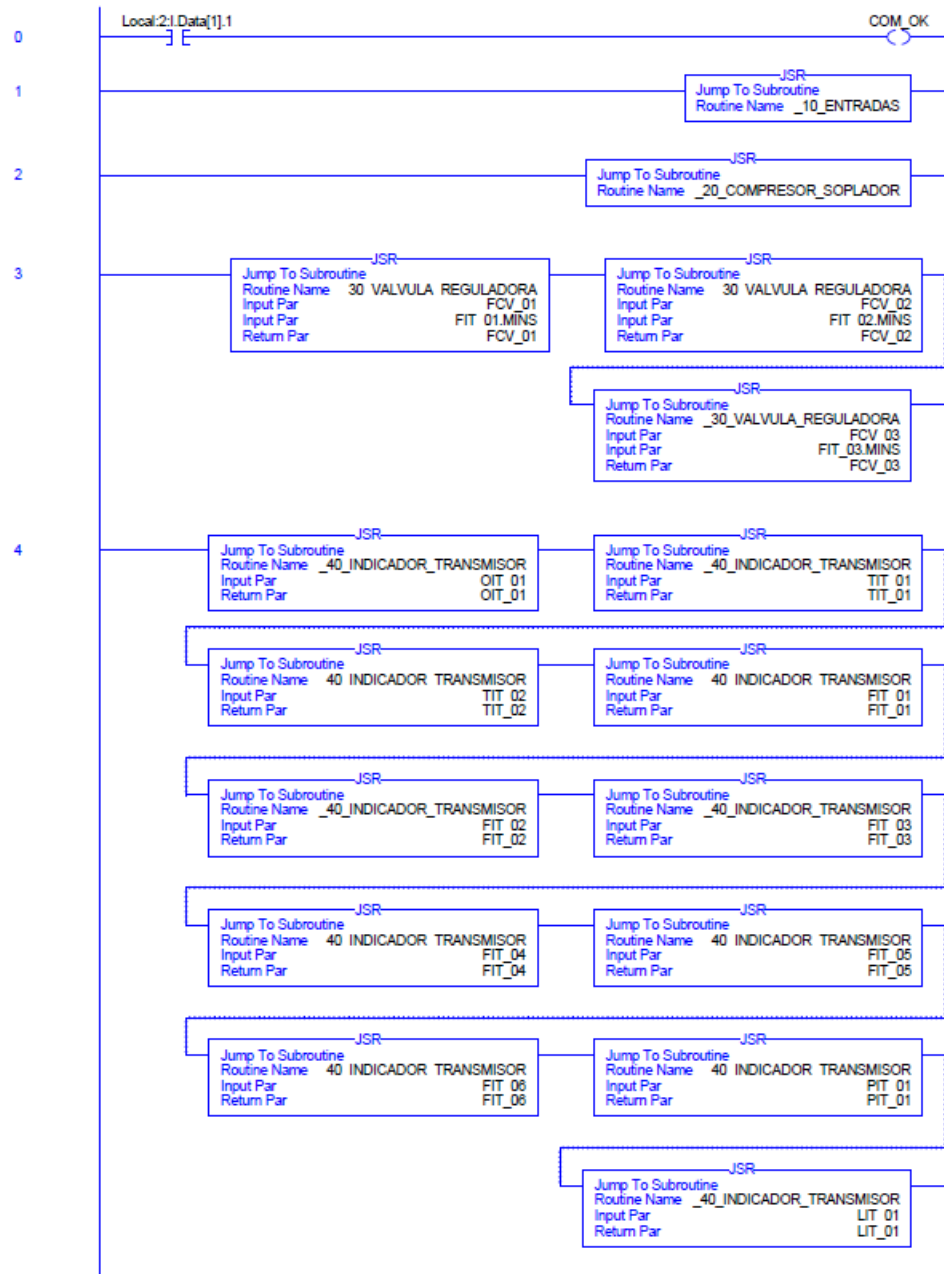 Local:2:I.Data[1].1 COM_OK
0
JSR
1 Jump To Subroutine
Routine Name _10_ENTRADAS
JSR
2 Jump To Subroutine
Routine Name _20_COMPRESOR_SOPLADOR
JSR JSR
3 Jump To Subroutine Jump To Subroutine
Routine Name 30 VALVULA REGULADORA Routine Name 30 VALVULA REGULADORA
Input Par FCV_01 Input Par FCV_02
Input Par FIT 01.MINS Input Par FIT 02.MINS
Return Par FCV_01 Return Par FCV_02
JSR
Jump To Subroutine
Routine Name _30_VALVULA_REGULADORA
Input Par FCV 03
Input Par FIT_03.MINS
Return Par FCV_03
JSR JSR
4 Jump To Subroutine Jump To Subroutine
Routine Name _40_INDICADOR_TRANSMISOR Routine Name _40_INDICADOR_TRANSMISOR
Input Par OIT 01 Input Par TIT 01
Return Par OIT_01 Return Par TIT_01
JSR JSR
Jump To Subroutine Jump To Subroutine
Routine Name 40 INDICADOR TRANSMISOR Routine Name 40 INDICADOR TRANSMISOR
Input Par TIT 02 Input Par FIT 01
Return Par TIT_02 Return Par FIT_01
JSR JSR
Jump To Subroutine Jump To Subroutine
Routine Name _40_INDICADOR_TRANSMISOR Routine Name _40_INDICADOR_TRANSMISOR
Input Par FIT 02 Input Par FIT 03
Return Par FIT_02 Return Par FIT_03
JSR JSR
Jump To Subroutine Jump To Subroutine
Routine Name 40 INDICADOR TRANSMISOR Routine Name 40 INDICADOR TRANSMISOR
Input Par FIT_04 Input Par FIT_05
Return Par FIT_04 Return Par FIT_05
JSR JSR
Jump To Subroutine Jump To Subroutine
Routine Name 40 INDICADOR TRANSMISOR Routine Name 40 INDICADOR TRANSMISOR
Input Par FIT_06 Input Par PIT_01
Return Par FIT_06 Return Par PIT_01
JSR
Jump To Subroutine
Routine Name _40_INDICADOR_TRANSMISOR
Input Par LIT 01
Return Par LIT_01